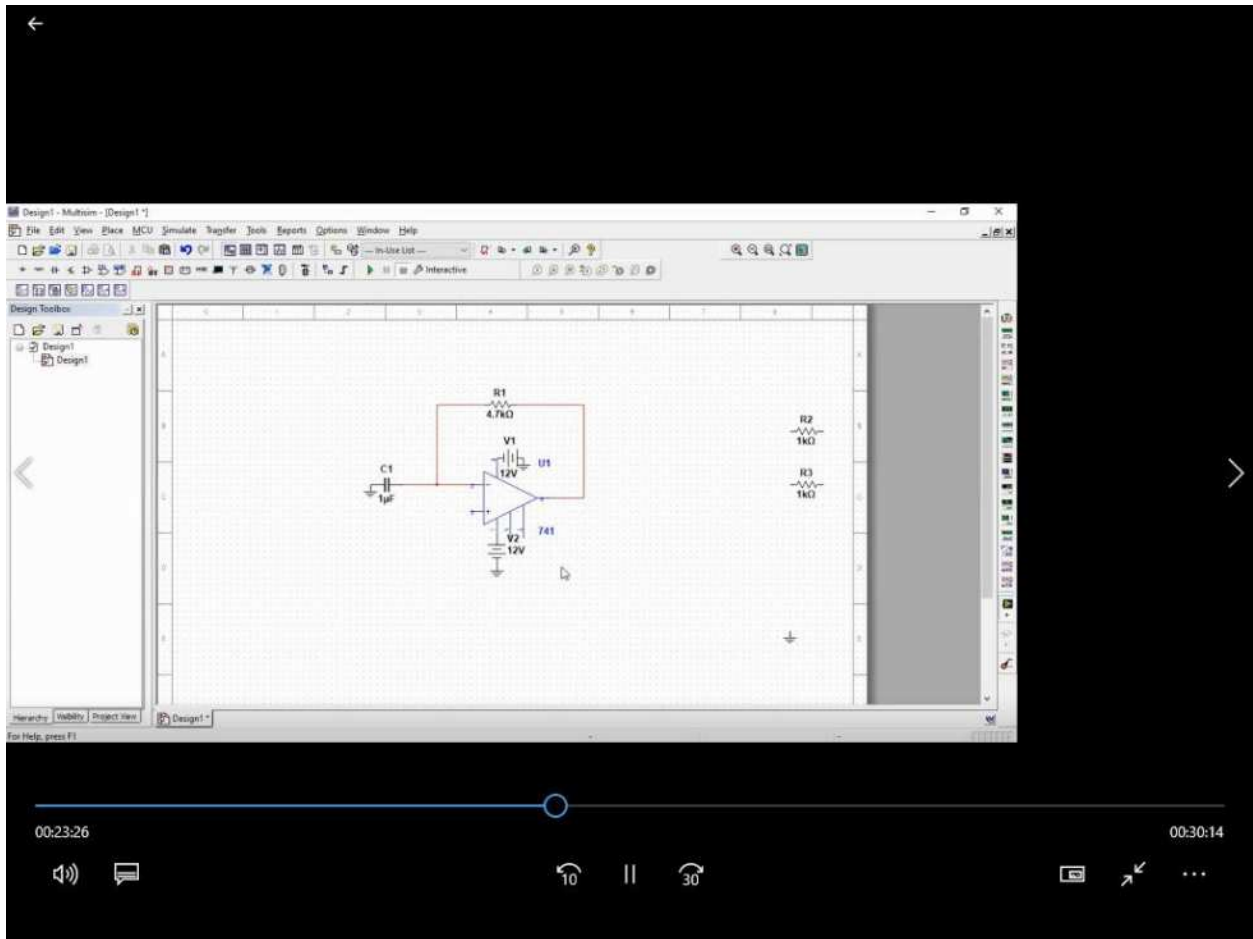 Design1 - Multisim - [Design1 *]
File Edit View Place MCU Simulate Transfer Tools Reports Options Window Help
--- In-Use List ---
Interactive
Design Toolbox
Design1
Design1
R1
4.7kΩ
V1
12V
U1
C1
1µF
741
V2
12V
R2
1kΩ
R3
1kΩ
Hierarchy Visibility Project View
Design1 *
For Help, press F1
00:23:26
00:30:14
10
30